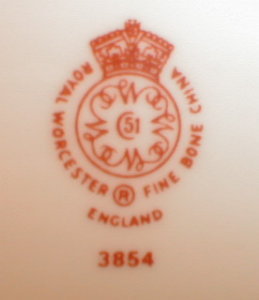 ROYAL WORCESTER ® FINE BONE CHINA
C 51
ENGLAND
3854